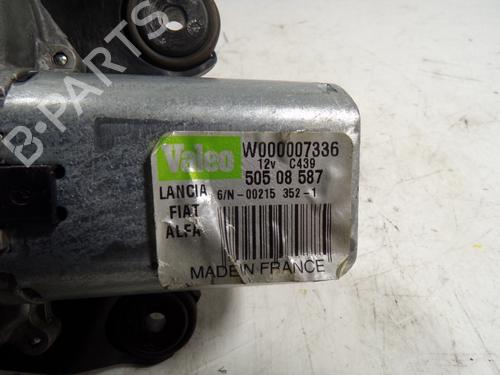 Valeo
W000007336
12v C439
505 08 587
LANCIA 6/N-00215 352-1
FIAT
ALFA
MADE IN FRANCE
B-PARTS